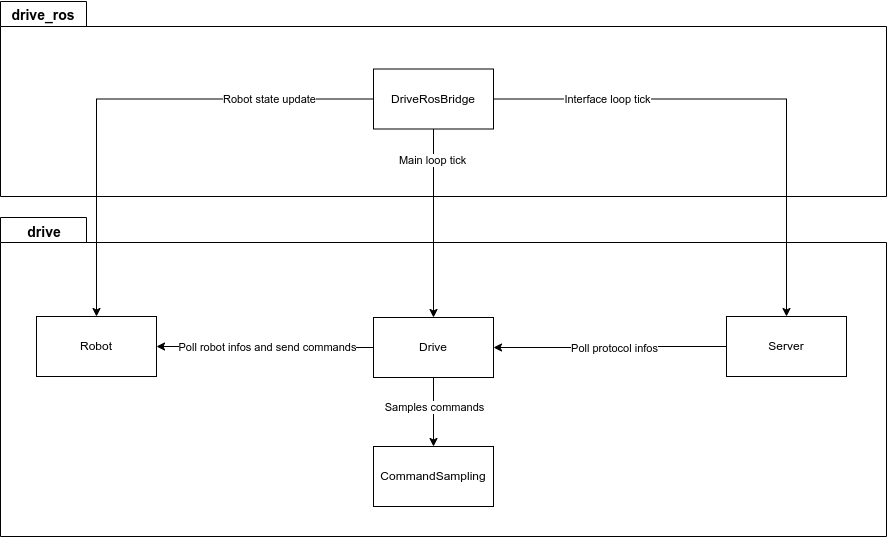 drive_ros
DriveRosBridge
Robot state update
Interface loop tick
Main loop tick
drive
Robot
Poll robot infos and send commands
Drive
Poll protocol infos
Server
Samples commands
CommandSampling